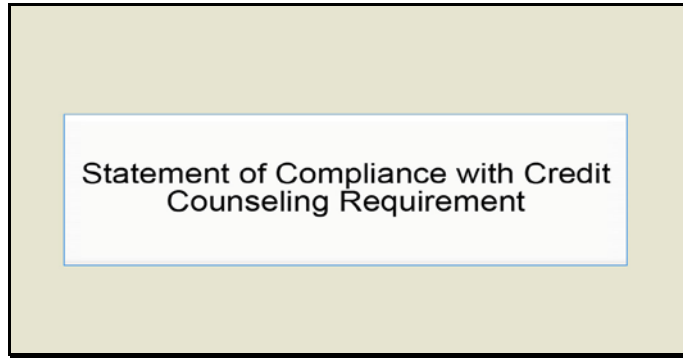 Statement of Compliance with Credit
Counseling Requirement